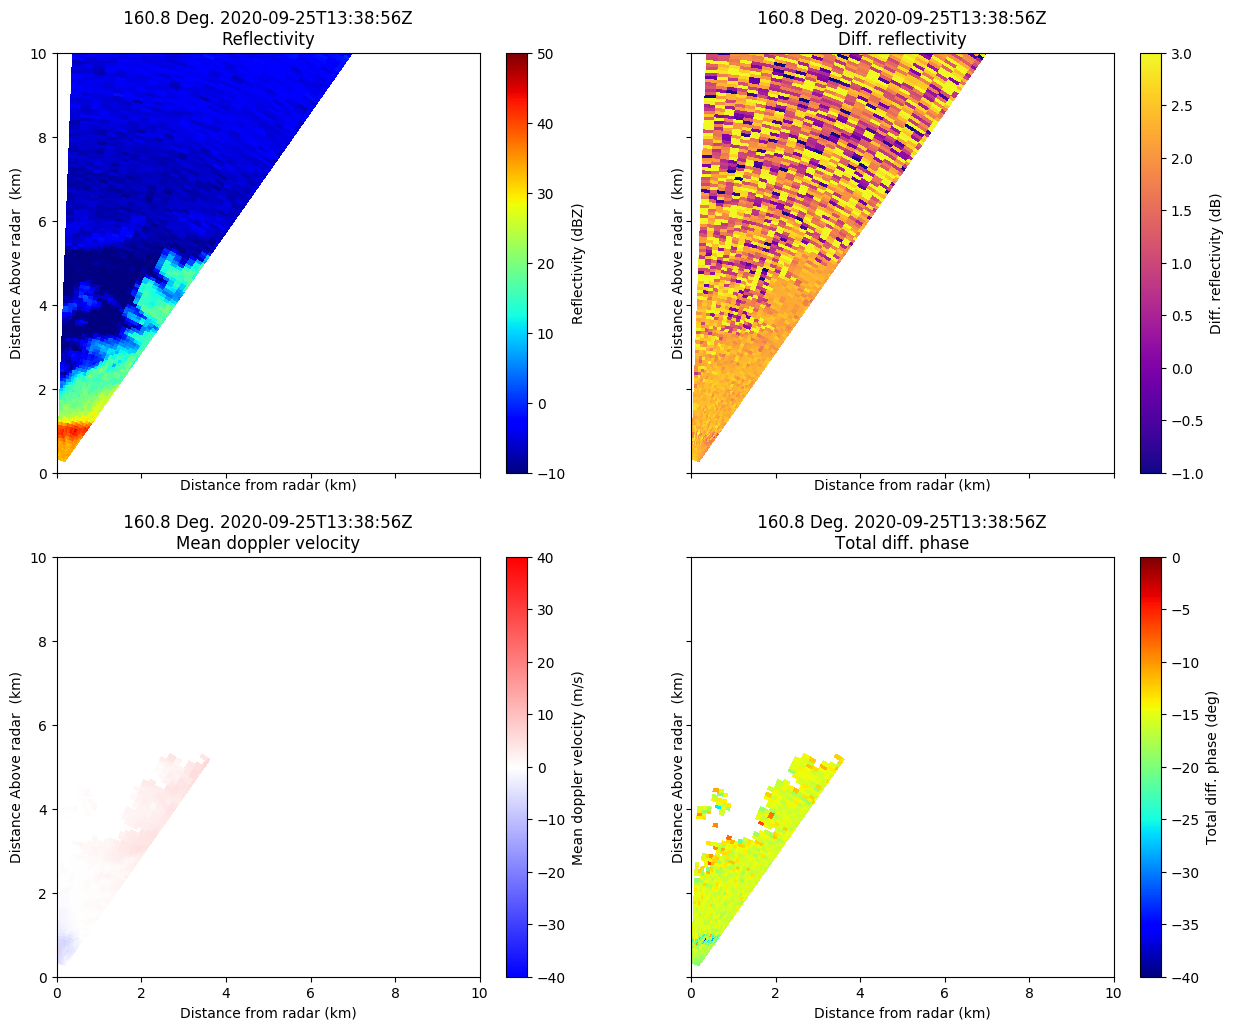 160.8 Deg. 2020-09-25T13:38:56Z
Reflectivity
10
8
6
4
2
0
Distance Above radar  (km)
Distance from radar (km)
50
40
30
20
10
0
−10
Reflectivity (dBZ)
160.8 Deg. 2020-09-25T13:38:56Z
Diff. reflectivity
Distance Above radar  (km)
Distance from radar (km)
3.0
2.5
2.0
1.5
1.0
0.5
0.0
−0.5
−1.0
Diff. reflectivity (dB)
160.8 Deg. 2020-09-25T13:38:56Z
Mean doppler velocity
10
8
6
4
2
0
Distance Above radar  (km)
0 2 4 6 8 10
Distance from radar (km)
40
30
20
10
0
−10
−20
−30
−40
Mean doppler velocity (m/s)
160.8 Deg. 2020-09-25T13:38:56Z
Total diff. phase
Distance Above radar  (km)
0 2 4 6 8 10
Distance from radar (km)
0
−5
−10
−15
−20
−25
−30
−35
−40
Total diff. phase (deg)